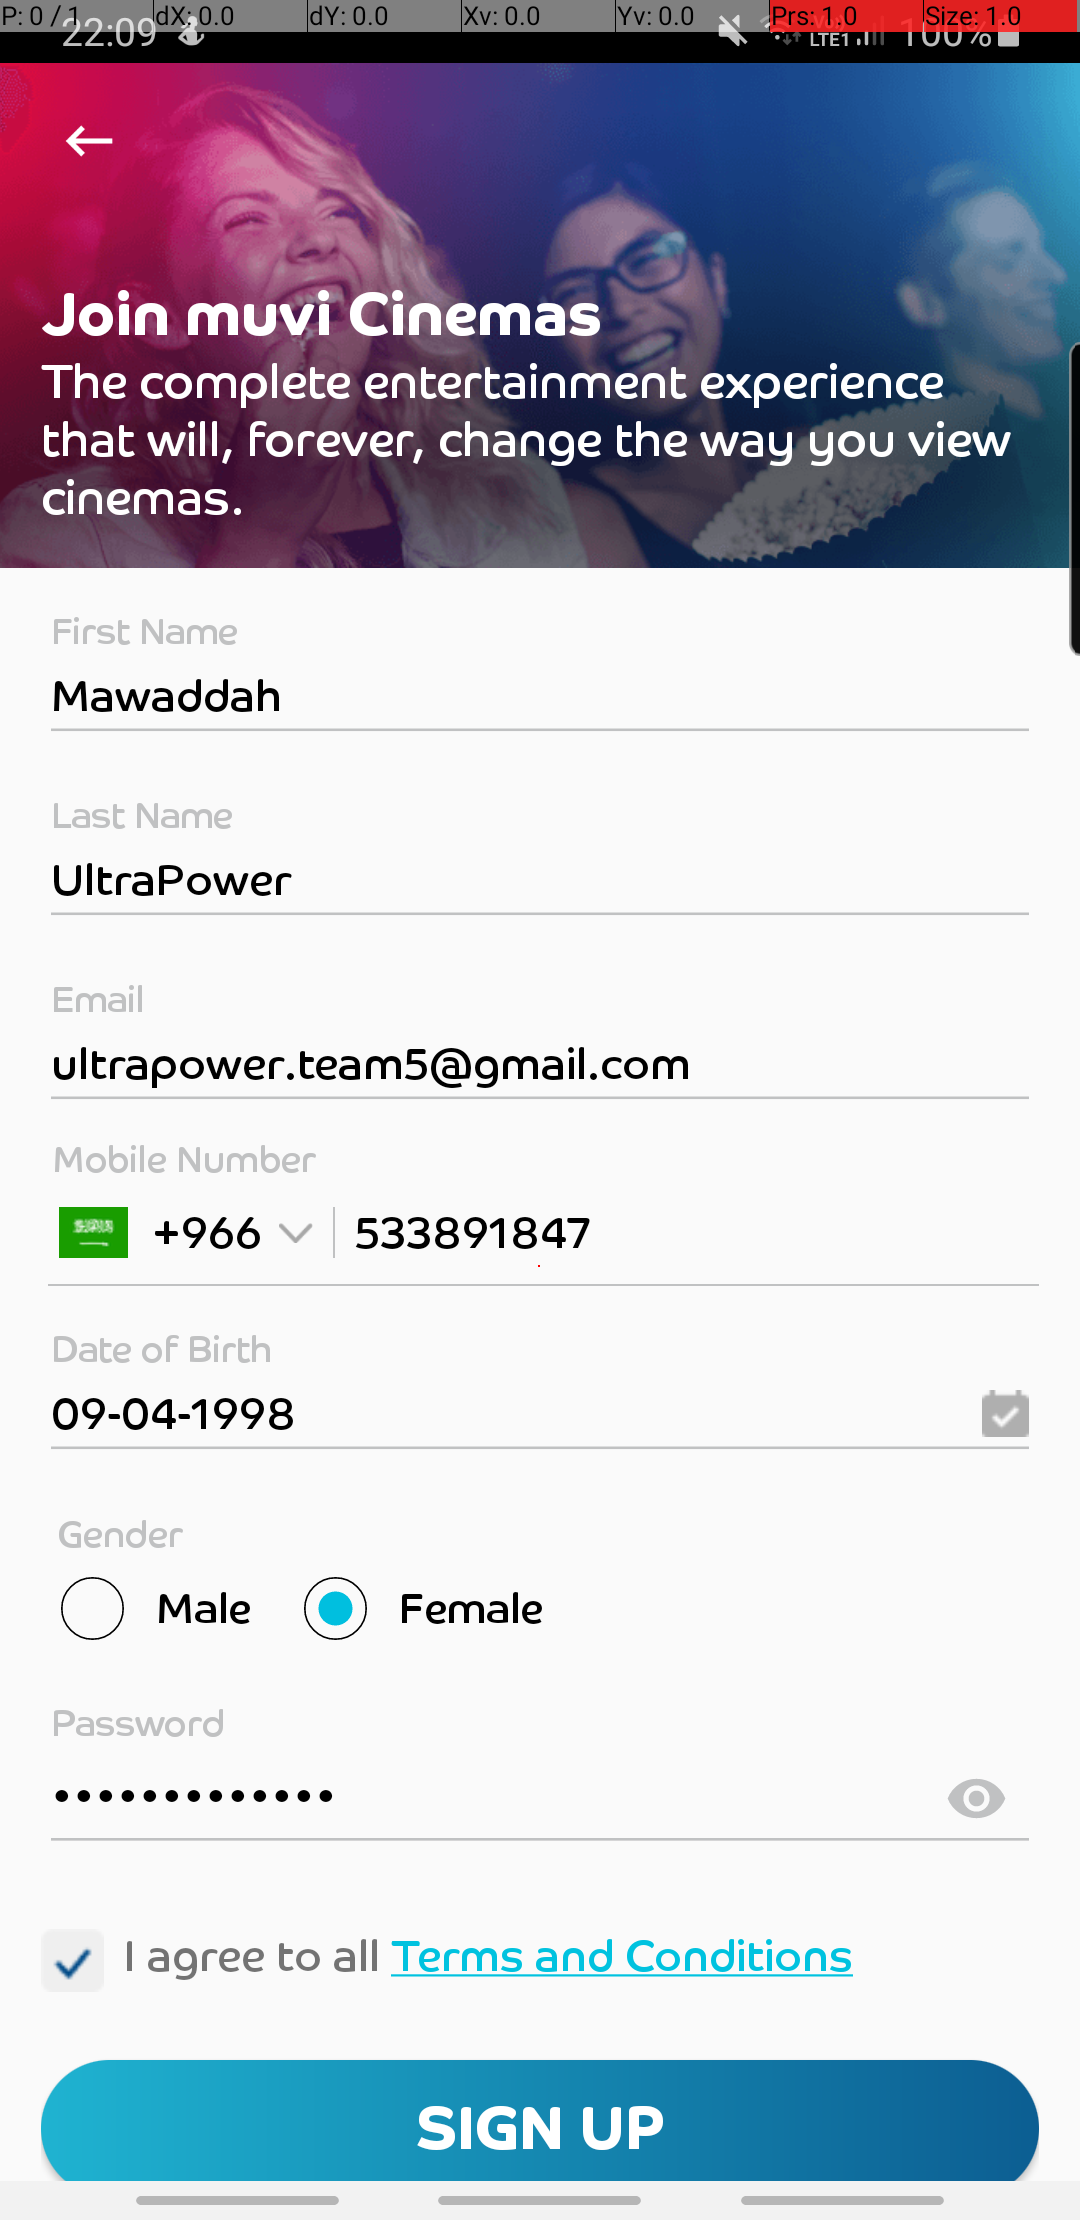 P: 0 / 1 dX: 0.0 dY: 0.0 Xv: 0.0 Yv: 0.0 Prs: 1.0 Size: 1.0
22:09 LTE1 100%
Join muvi Cinemas
The complete entertainment experience
that will, forever, change the way you view
cinemas.
First Name
Mawaddah
Last Name
UltraPower
Email
ultrapower.team5@gmail.com
Mobile Number
+966 533891847
Date of Birth
09-04-1998
Gender
Male Female
Password
•••••••••••••
I agree to all Terms and Conditions
SIGN UP